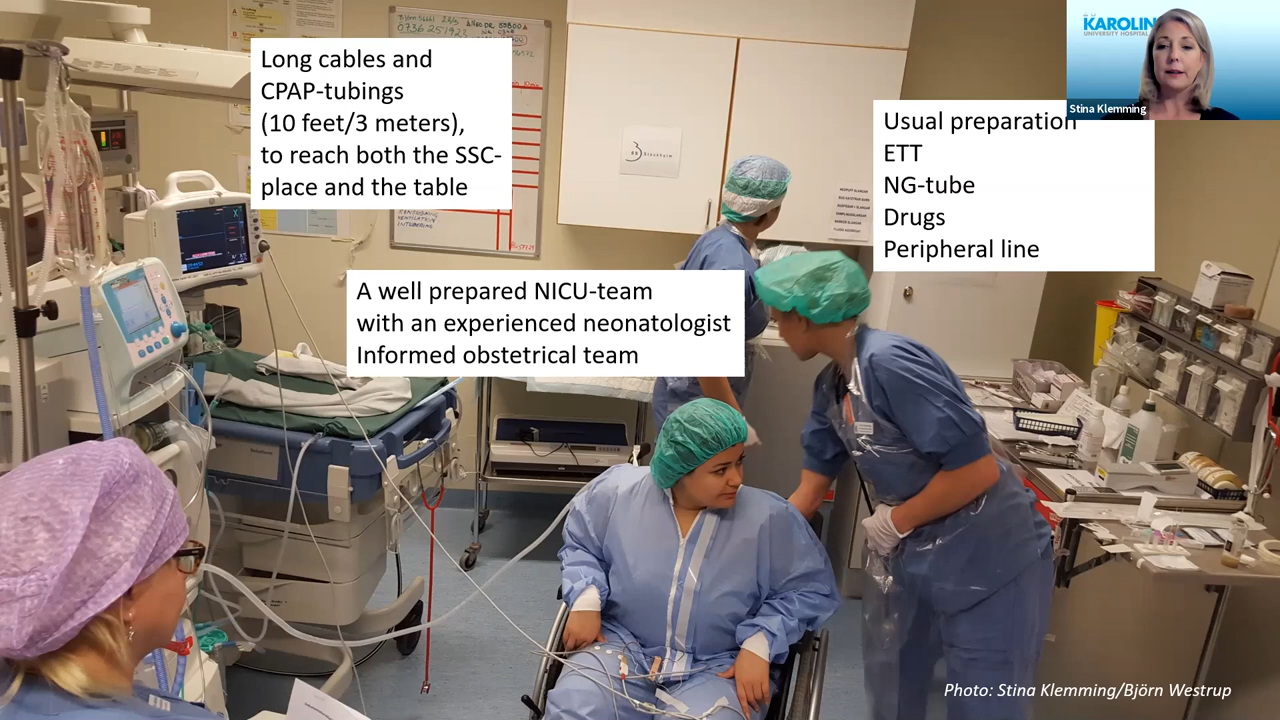 Long cables and
CPAP-tubings
(10 feet/3 meters),
to reach both the SSC-
place and the table
A well prepared NICU-team
with an experienced neonatologist
Informed obstetrical team
Usual preparation
ETT
NG-tube
Drugs
Peripheral line
KAROLIN
UNIVERSITY HOSPITAL
Stina Klemming
Stockholm
Photo: Stina Klemming/Björn Westrup